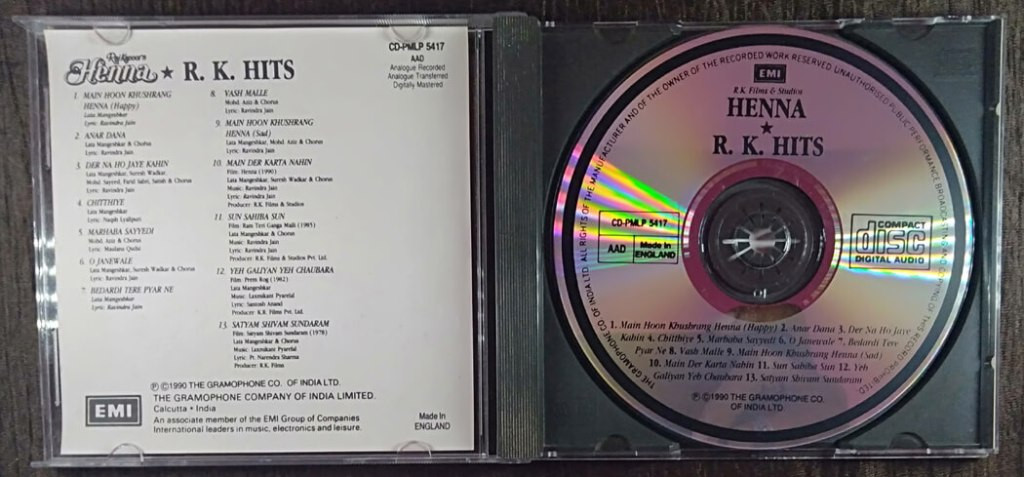 Raj Kapoor's
Henna ★ R. K. HITS
CD-PMLP 5417
AAD
Analogue Recorded
Analogue Transferred
Digitally Mastered
1. MAIN HOON KHUSHRANG
HENNA (Happy)
Lata Mangeshkar
Lyric: Ravindra Jain
2. ANAR DANA
Lata Mangeshkar & Chorus
Lyric: Ravindra Jain
3. DER NA HO JAYE KAHIN
Lata Mangeshkar, Suresh Wadkar,
Mohd. Sayeed, Farid Sabri, Satish & Chorus
Lyric: Ravindra Jain
4. CHITTHIYE
Lata Mangeshkar
Lyric: Naqsh Lyallpuri
5. MARHABA SAYYEDI
Mohd. Aziz & Chorus
Lyric: Maulana Qudsi
6. O JANEWALE
Lata Mangeshkar, Suresh Wadkar & Chorus
Lyric: Ravindra Jain
7. BEDARDI TERE PYAR NE
Lata Mangeshkar
Lyric: Ravindra Jain
8. VASH MALLE
Mohd. Aziz & Chorus
Lyric: Ravindra Jain
9. MAIN HOON KHUSHRANG
HENNA (Sad)
Lata Mangeshkar, Mohd. Aziz & Chorus
Lyric: Ravindra Jain
10. MAIN DER KARTA NAHIN
Film: Henna (1990)
Lata Mangeshkar, Suresh Wadkar & Chorus
Music: Ravindra Jain
Lyric: Ravindra Jain
Producer: R.K. Films & Studios
11. SUN SAHIBA SUN
Film: Ram Teri Ganga Maili (1985)
Lata Mangeshkar & Chorus
Music: Ravindra Jain
Lyric: Ravindra Jain
Producer: R.K. Films & Studios Pvt. Ltd.
12. YEH GALIYAN YEH CHAUBARA
Film: Prem Rog (1982)
Lata Mangeshkar
Music: Laxmikant Pyarelal
Lyric: Santosh Anand
Producer: R.K. Films Pvt. Ltd.
13. SATYAM SHIVAM SUNDARAM
Film: Satyam Shivam Sundaram (1978)
Lata Mangeshkar & Chorus
Music: Laxmikant Pyarelal
Lyric: Pt. Narendra Sharma
Producer: R.K. Films
℗ ©1990 THE GRAMOPHONE CO. OF INDIA LTD.
THE GRAMOPHONE COMPANY OF INDIA LIMITED.
Calcutta • India
An associate member of the EMI Group of Companies
International leaders in music, electronics and leisure.
EMI
Made In
ENGLAND
ALL RIGHTS OF THE MANUFACTURER AND OF THE OWNER OF THE RECORDED WORK RESERVED. UNAUTHORISED PUBLIC PERFORMANCE BROADCASTING AND COPYING OF THIS RECORD PROHIBITED.
THE GRAMOPHONE CO. OF INDIA LTD.
EMI
R.K. Films & Studios
HENNA
★
R. K. HITS
CD-PMLP 5417
AAD
Made in
ENGLAND
COMPACT
disc
DIGITAL AUDIO
1. Main Hoon Khushrang Henna (Happy) 2. Anar Dana 3. Der Na Ho Jaye
Kahin 4. Chitthiye 5. Marhaba Sayyedi 6. O Janewale 7. Bedardi Tere
Pyar Ne 8. Vash Malle 9. Main Hoon Khushrang Henna (Sad)
10. Main Der Karta Nahin 11. Sun Sahiba Sun 12. Yeh
Galiyan Yeh Chaubara 13. Satyam Shivam Sundaram
℗ ©1990 THE GRAMOPHONE CO.
OF INDIA LTD